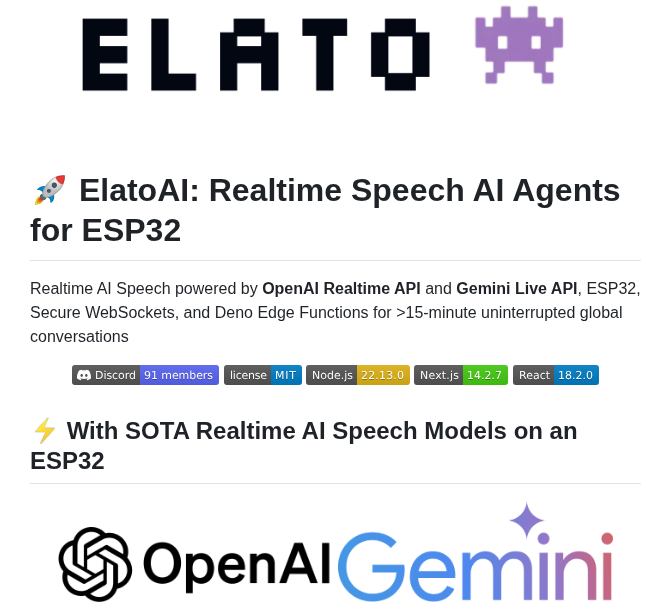 ELATO
🚀 ElatoAI: Realtime Speech AI Agents
for ESP32
Realtime AI Speech powered by OpenAI Realtime API and Gemini Live API, ESP32,
Secure WebSockets, and Deno Edge Functions for >15-minute uninterrupted global
conversations
Discord 91 members license MIT Node.js 22.13.0 Next.js 14.2.7 React 18.2.0
⚡ With SOTA Realtime AI Speech Models on an
ESP32
OpenAI Gemini